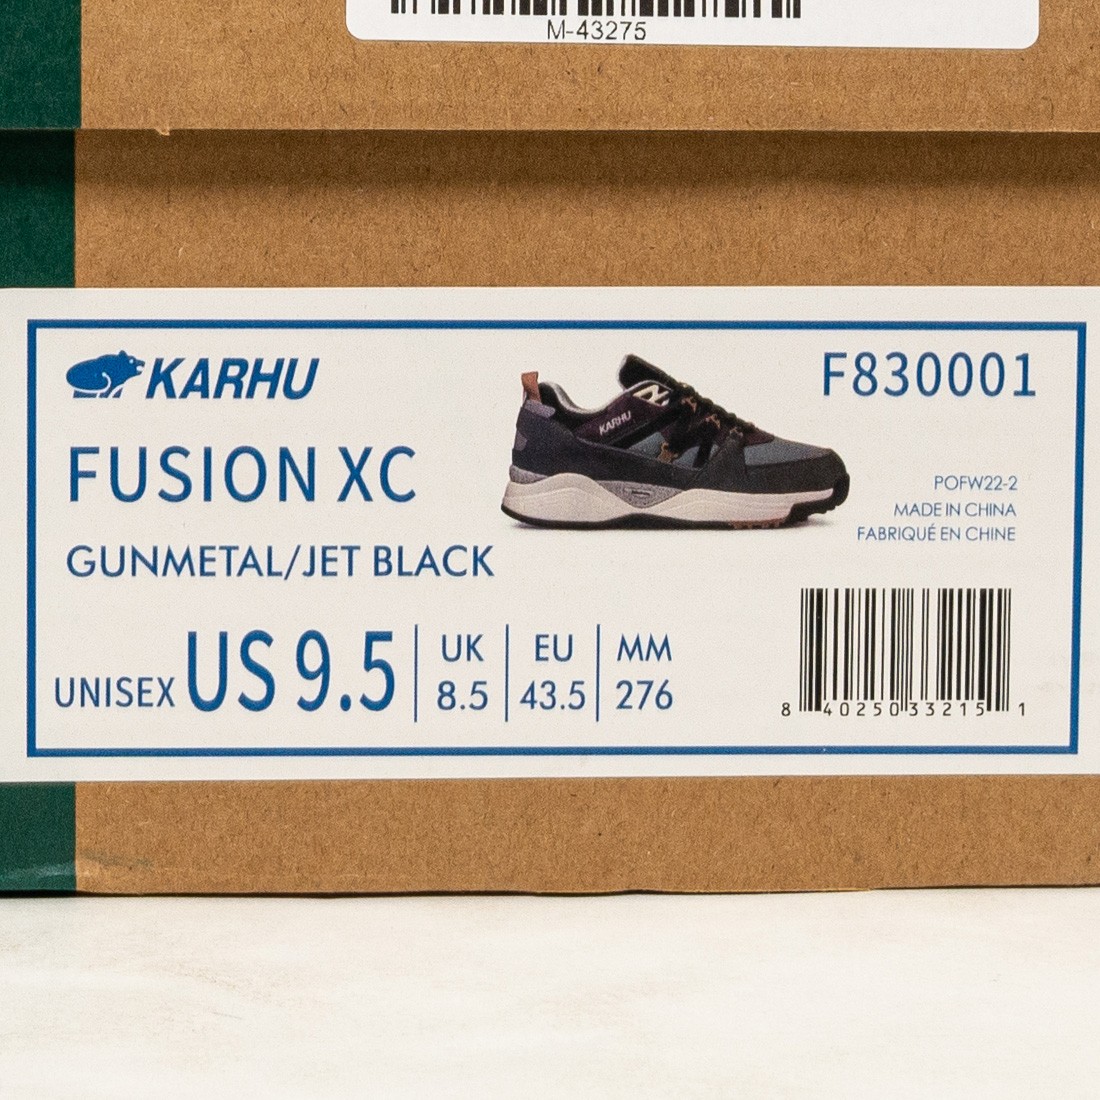 M-43275
KARHU
F830001
FUSION XC
KARHU
POFW22-2
MADE IN CHINA
FABRIQUÉ EN CHINE
GUNMETAL/JET BLACK
UNISEX US 9.5
UK
8.5
EU
43.5
MM
276
8 40250 33215 1